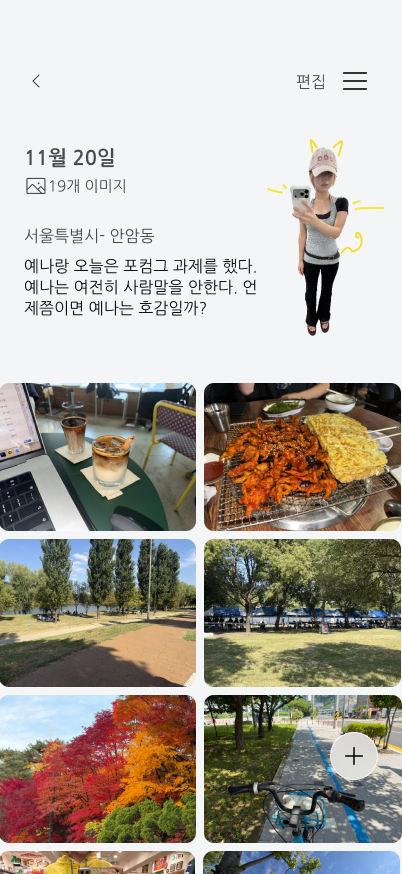 편집
11월 20일
19개 이미지
서울특별시- 안암동
예나랑 오늘은 포컴그 과제를 했다.
예나는 여전히 사람말을 안한다. 언
제쯤이면 예나는 호감일까?